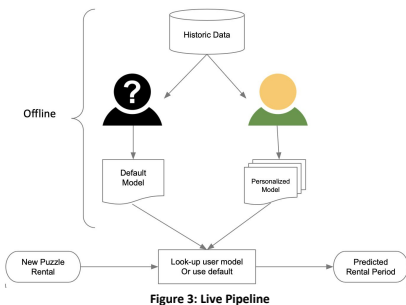 Historic Data
?
Offline
Default
Model
Personalized
Model
New Puzzle
Rental
Look-up user model
Or use default
Predicted
Rental Period
Figure 3: Live Pipeline